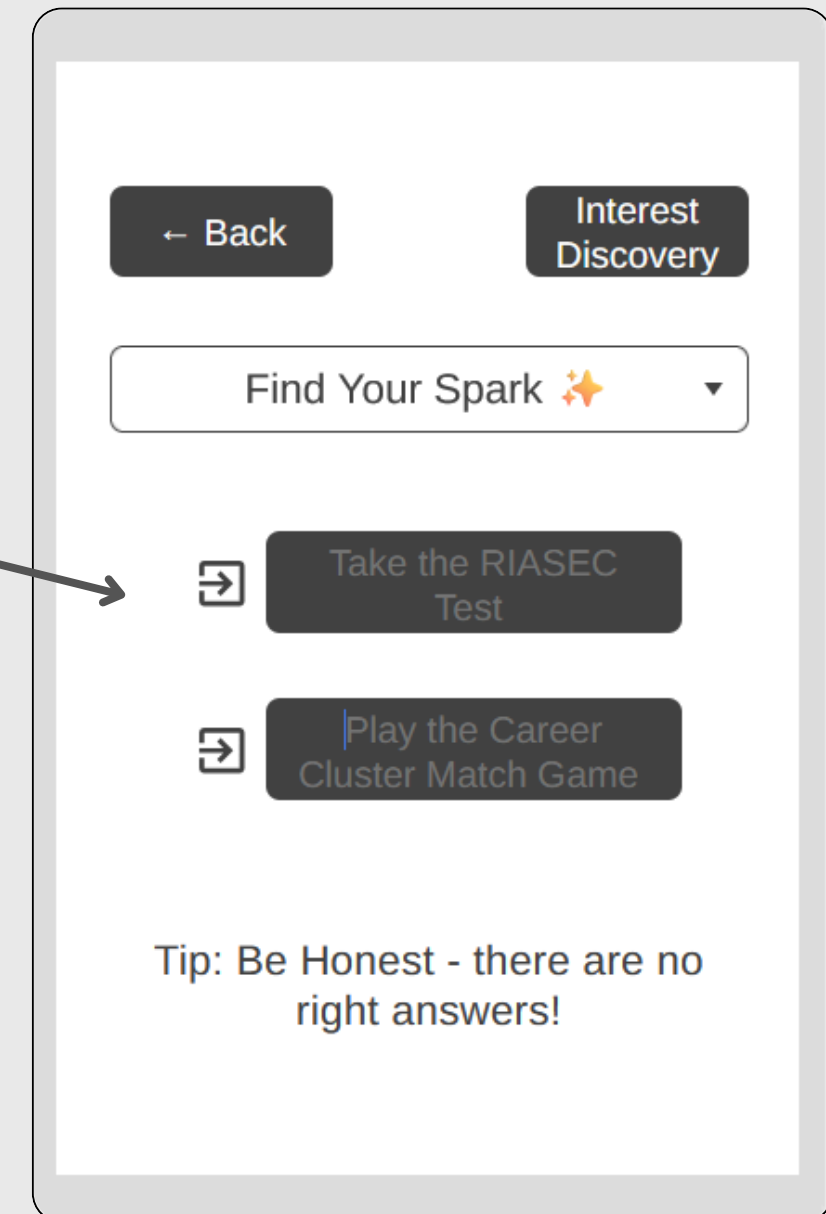 ← Back
Interest
Discovery
Find Your Spark ✨
Take the RIASEC
Test
Play the Career
Cluster Match Game
Tip: Be Honest - there are no
right answers!